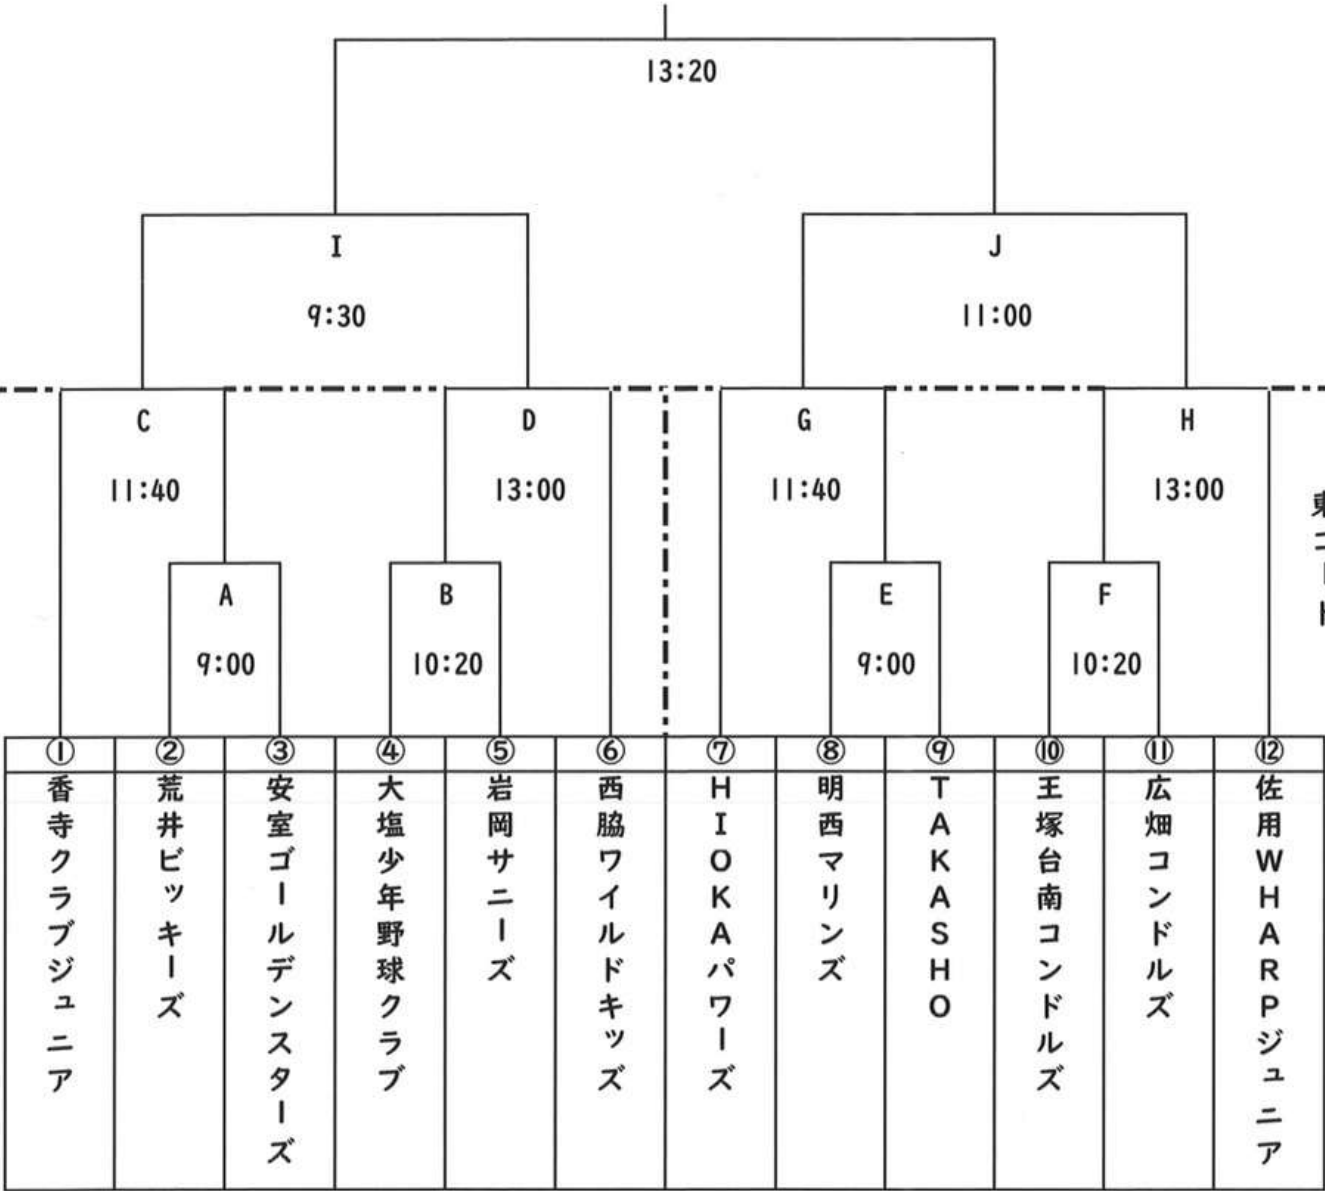 13:20
I
J
9:30
11:00
C
D
G
H
11:40
13:00
11:40
13:00
東コート
A
B
E
F
9:00
10:20
9:00
10:20
① ② ③ ④ ⑤ ⑥ ⑦ ⑧ ⑨ ⑩ ⑪ ⑫
香寺クラブジュニア
荒井ビッキーズ
安室ゴールデンスターズ
大塩少年野球クラブ
岩岡サニーズ
西脇ワイルドキッズ
HIOKAパワーズ
明西マリンズ
TAKASHO
王塚台南コンドルズ
広畑コンドルズ
佐用WHARPジュニア